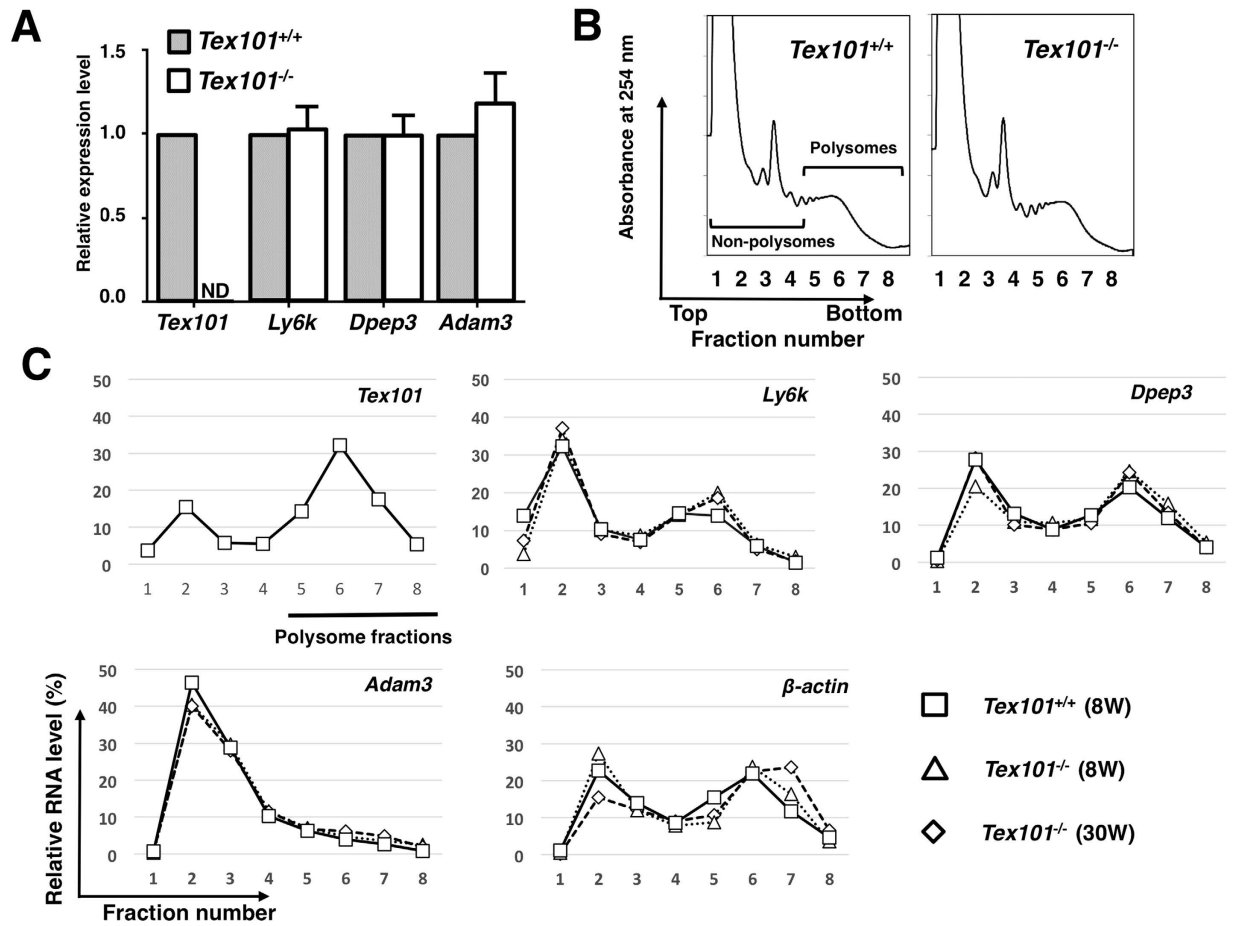 A
Tex101+/+
Tex101-/-
Relative expression level
1.5
1.0
0.5
0.0
ND
Tex101 Ly6k Dpep3 Adam3
B
Absorbance at 254 nm
Tex101+/+
Tex101-/-
Polysomes
Non-polysomes
1 2 3 4 5 6 7 8
1 2 3 4 5 6 7 8
Top Bottom
Fraction number
C
Tex101
50
40
30
20
10
0
1 2 3 4 5 6 7 8
Polysome fractions
Ly6k
50
40
30
20
10
0
1 2 3 4 5 6 7 8
Dpep3
50
40
30
20
10
0
1 2 3 4 5 6 7 8
Relative RNA level (%)
Adam3
50
40
30
20
10
0
1 2 3 4 5 6 7 8
Fraction number
β-actin
50
40
30
20
10
0
1 2 3 4 5 6 7 8
Tex101+/+ (8W)
Tex101-/- (8W)
Tex101-/- (30W)